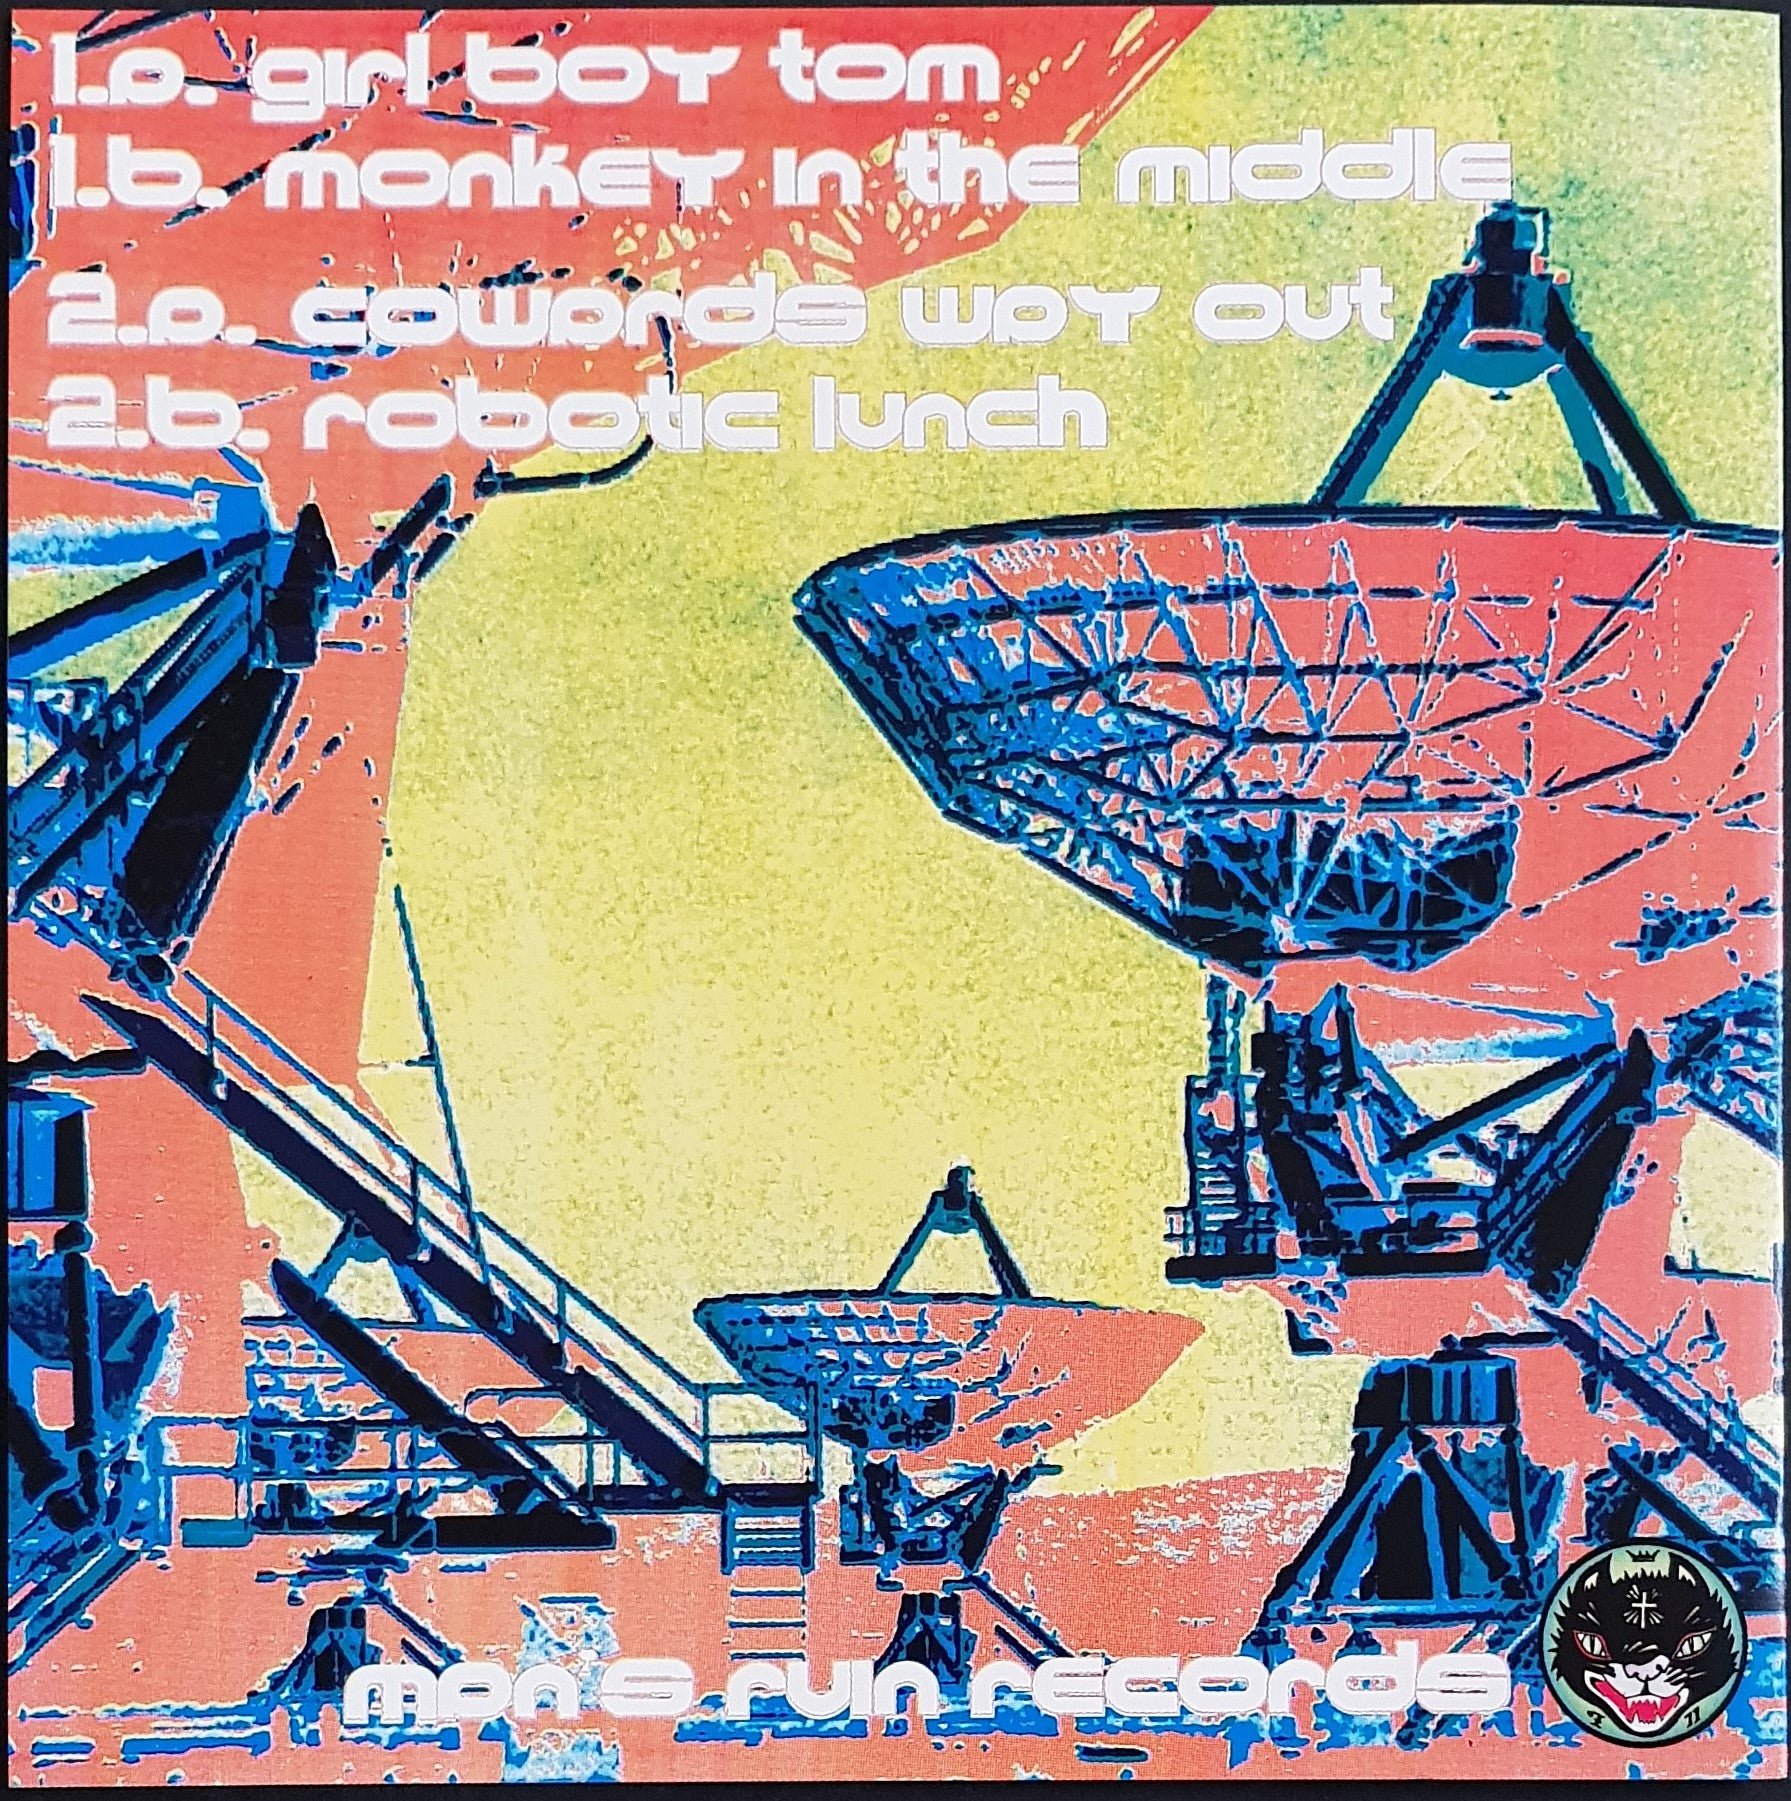 1.a. girl boy tom
1.b. monkey in the middle
2.a. cowards way out
2.b. robotic lunch
man's ruin records